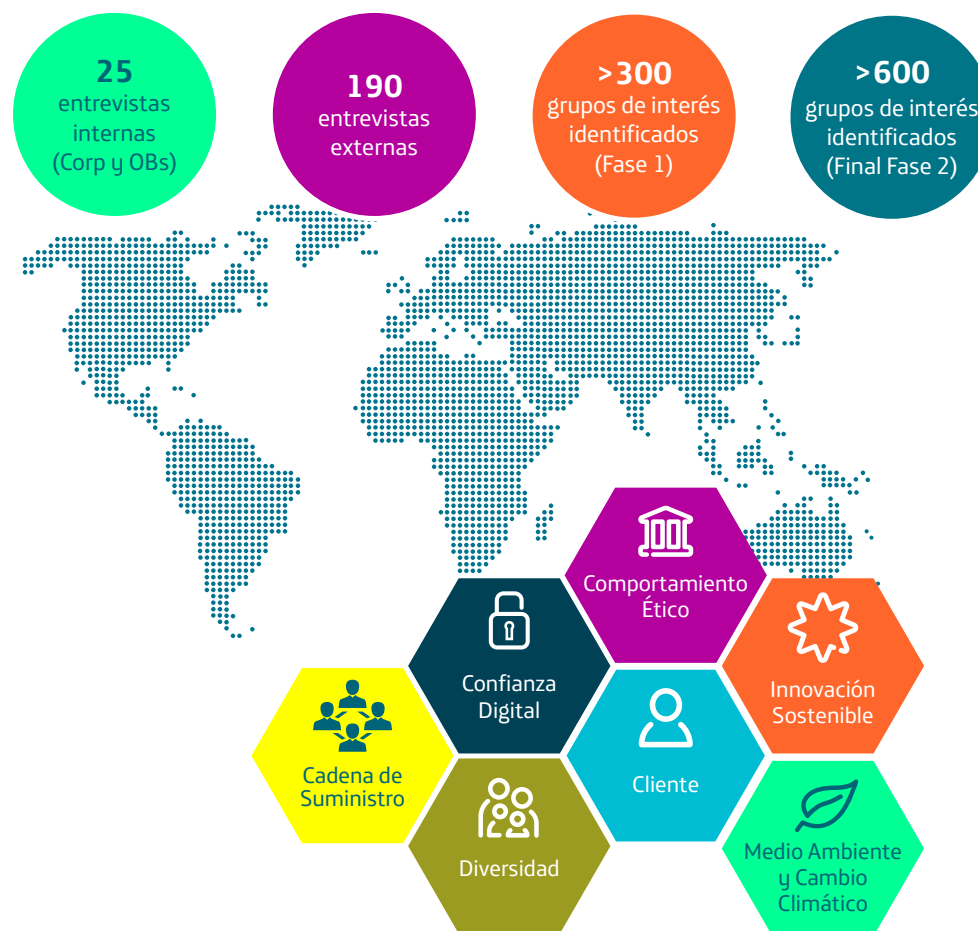 25
entrevistas
internas
(Corp y OBs)
190
entrevistas
externas
>300
grupos de interés
identificados
(Fase 1)
>600
grupos de interés
identificados
(Final Fase 2)
Comportamiento
Ético
Confianza
Digital
Innovación
Sostenible
Cadena de
Suministro
Cliente
Diversidad
Medio Ambiente
y Cambio
Climático